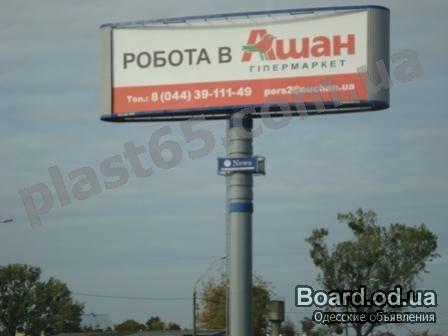 РОБОТА В Ашан
ГІПЕРМАРКЕТ
Тел.: 8 (044) 39-111-49 pers2@auchan.ua
News
plast65.com.ua
Board.od.ua
Одесские объявления